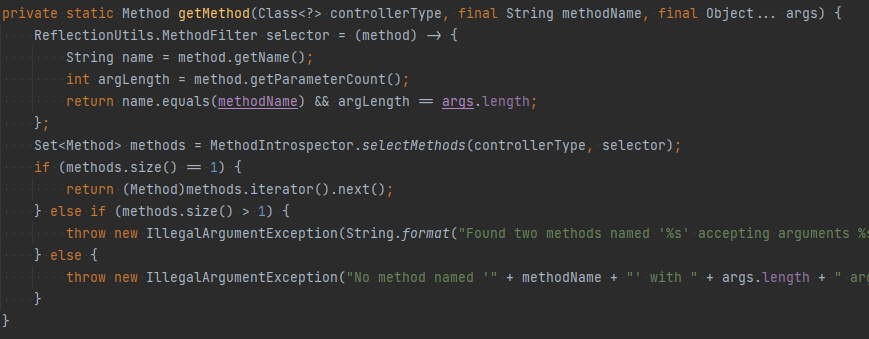 private static Method getMethod(Class<?> controllerType, final String methodName, final Object... args) {
    ReflectionUtils.MethodFilter selector = (method) -> {
        String name = method.getName();
        int argLength = method.getParameterCount();
        return name.equals(methodName) && argLength == args.length;
    };
    Set<Method> methods = MethodIntrospector.selectMethods(controllerType, selector);
    if (methods.size() == 1) {
        return (Method)methods.iterator().next();
    } else if (methods.size() > 1) {
        throw new IllegalArgumentException(String.format("Found two methods named '%s' accepting arguments %s
    } else {
        throw new IllegalArgumentException("No method named '" + methodName + "' with " + args.length + " ar
    }
}